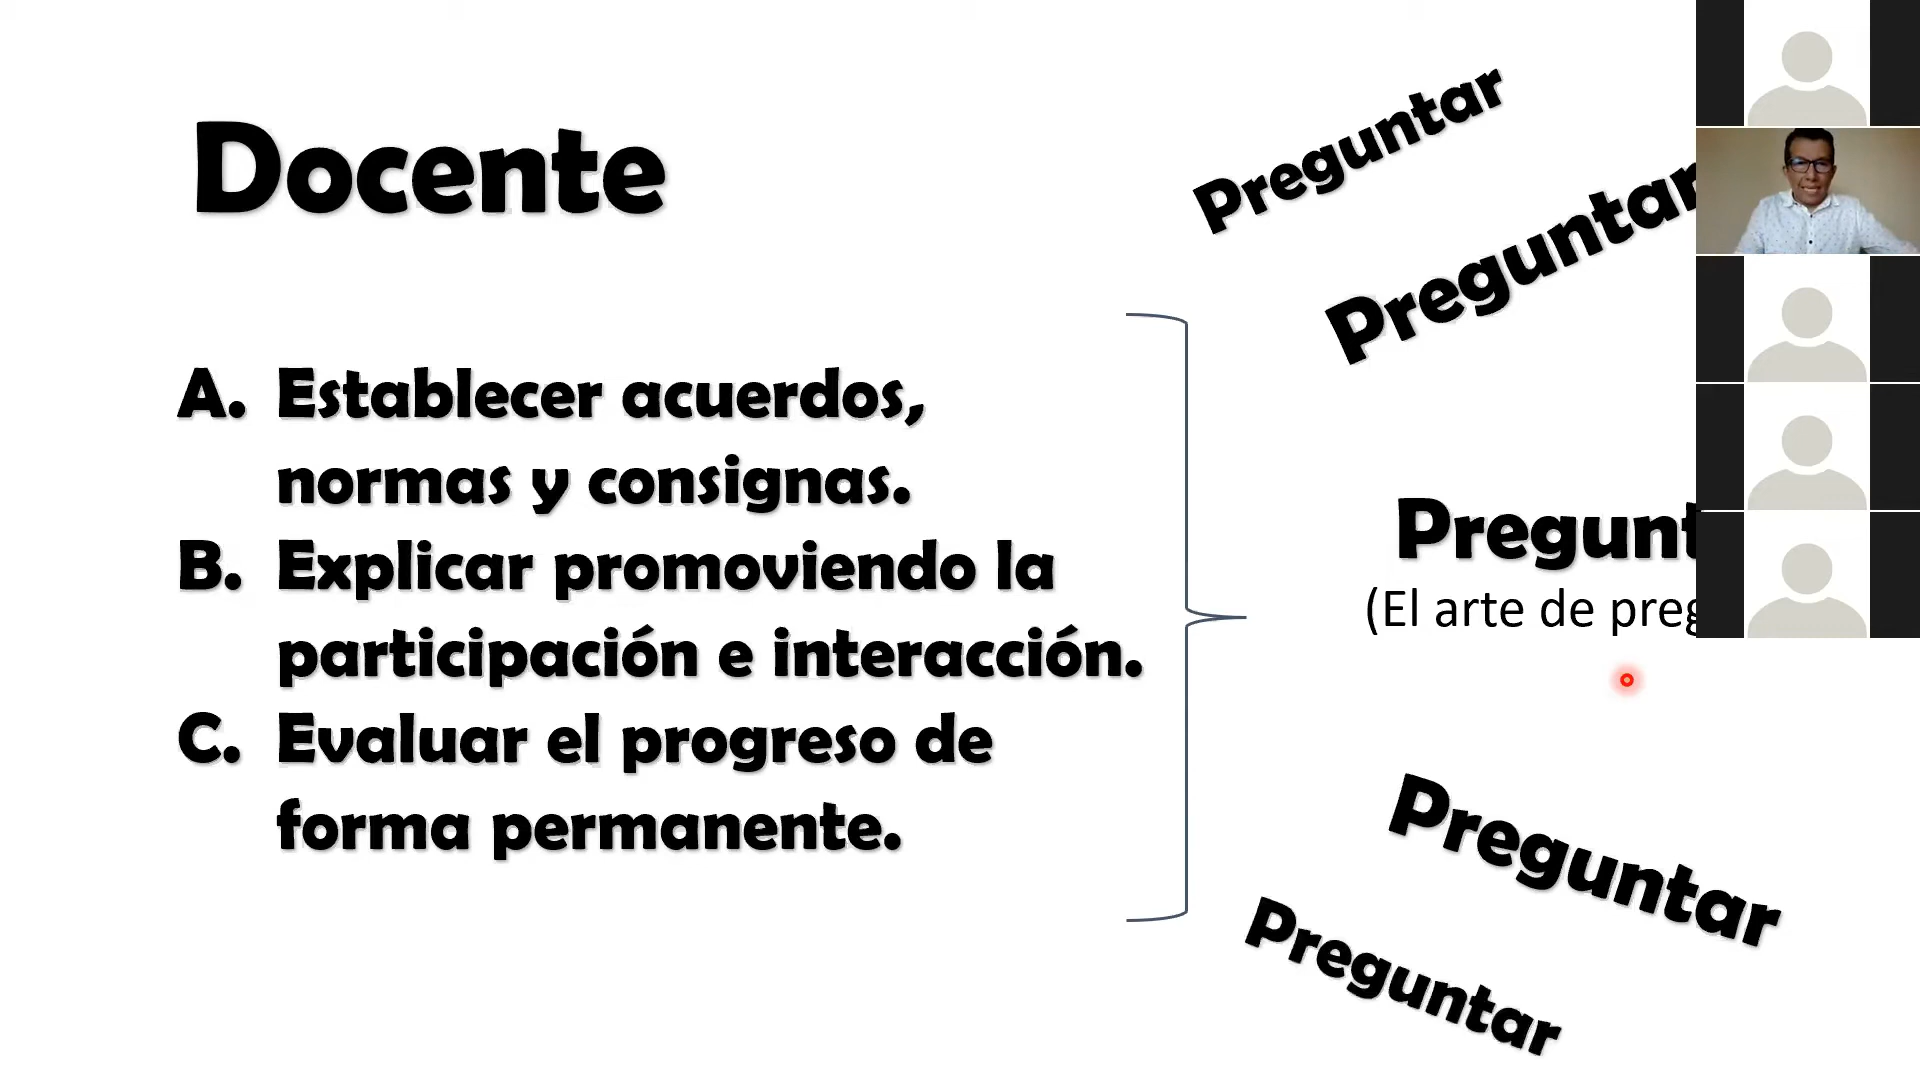 Docente
A. Establecer acuerdos,
normas y consignas.
B. Explicar promoviendo la
participación e interacción.
C. Evaluar el progreso de
forma permanente.
Preguntar
Preguntar
(El arte de
Preguntar
Preguntar